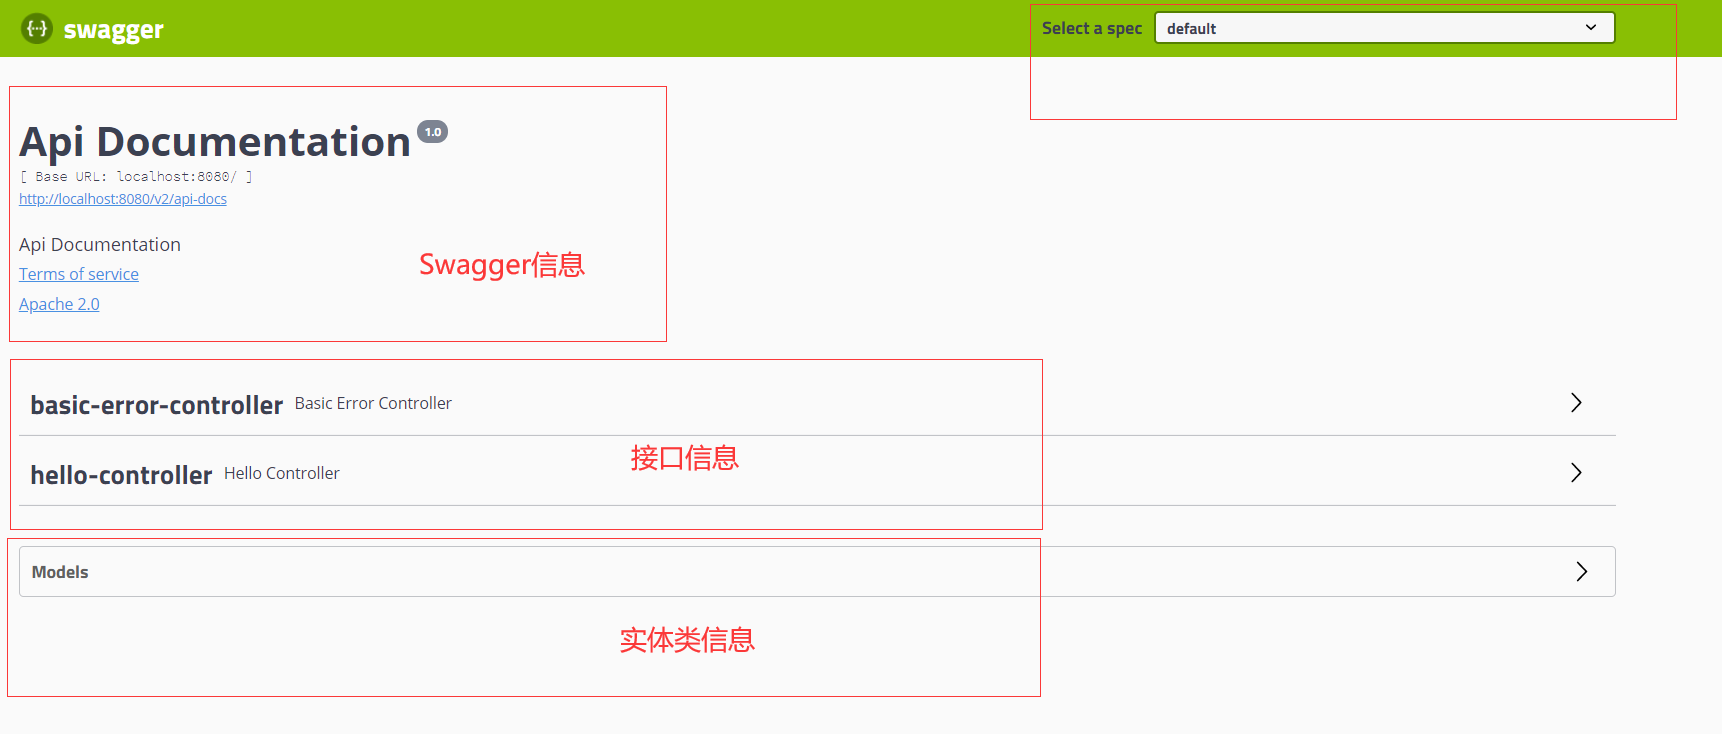 swagger
Select a spec
default
Api Documentation 1.0
[ Base URL: localhost:8080/ ]
http://localhost:8080/v2/api-docs
Api Documentation
Swagger信息
Terms of service
Apache 2.0
basic-error-controller Basic Error Controller
接口信息
hello-controller Hello Controller
Models
实体类信息